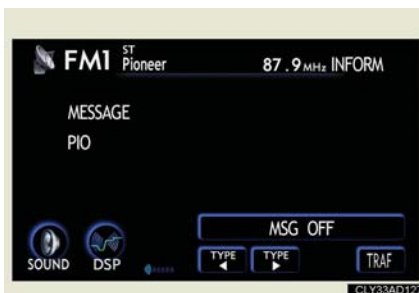 FM1 ST Pioneer 87.9 MHz INFORM
MESSAGE
PIO
MSG OFF
SOUND DSP TYPE TYPE TRAF
CLY33AD127